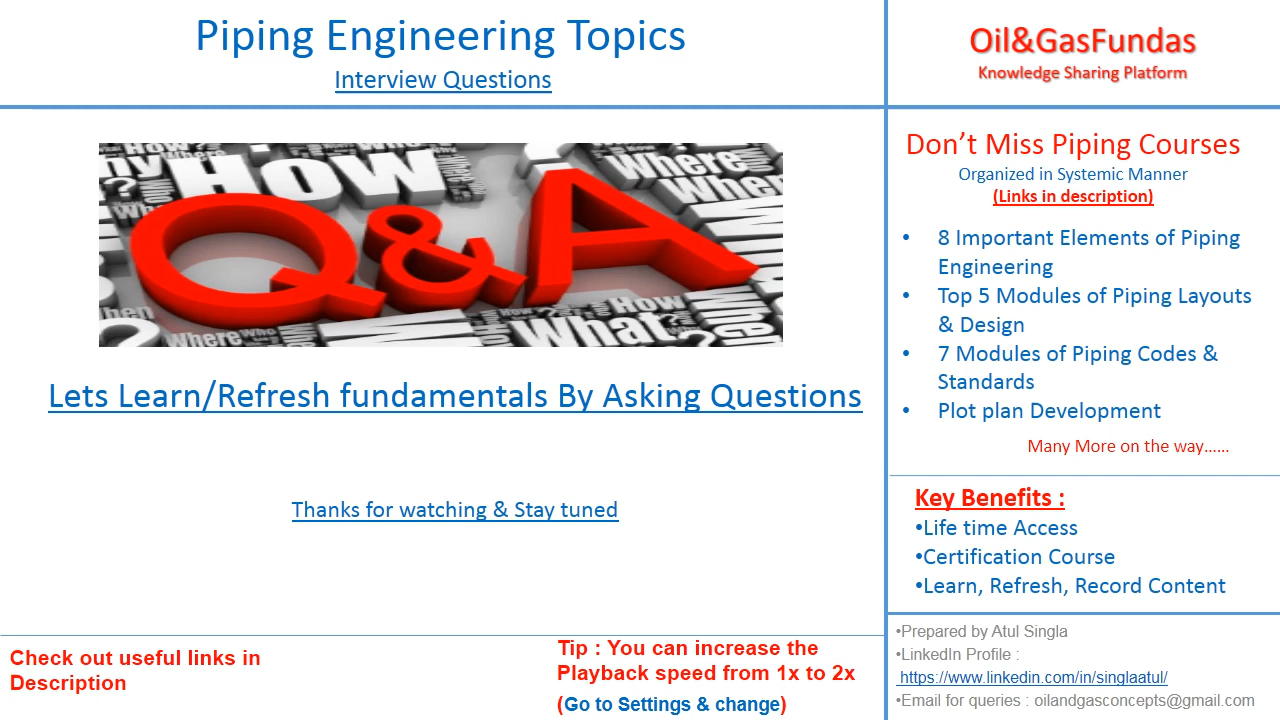 Piping Engineering Topics
Interview Questions
Oil&GasFundas
Knowledge Sharing Platform
HOW
Where
Q&A
What
How
Where
Lets Learn/Refresh fundamentals By Asking Questions
Thanks for watching & Stay tuned
Check out useful links in
Description
Tip : You can increase the
Playback speed from 1x to 2x
(Go to Settings & change)
Don’t Miss Piping Courses
Organized in Systemic Manner
(Links in description)
• 8 Important Elements of Piping
Engineering
• Top 5 Modules of Piping Layouts
& Design
• 7 Modules of Piping Codes &
Standards
• Plot plan Development
Many More on the way......
Key Benefits :
•Life time Access
•Certification Course
•Learn, Refresh, Record Content
•Prepared by Atul Singla
•LinkedIn Profile :
https://www.linkedin.com/in/singlaatul/
•Email for queries : oilandgasconcepts@gmail.com